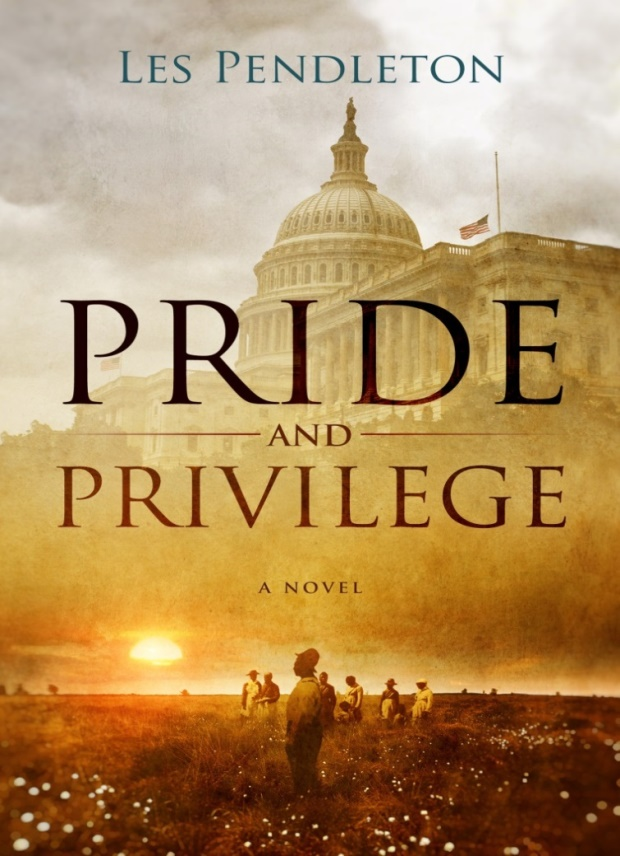 LES PENDLETON
PRIDE
AND
PRIVILEGE
A NOVEL